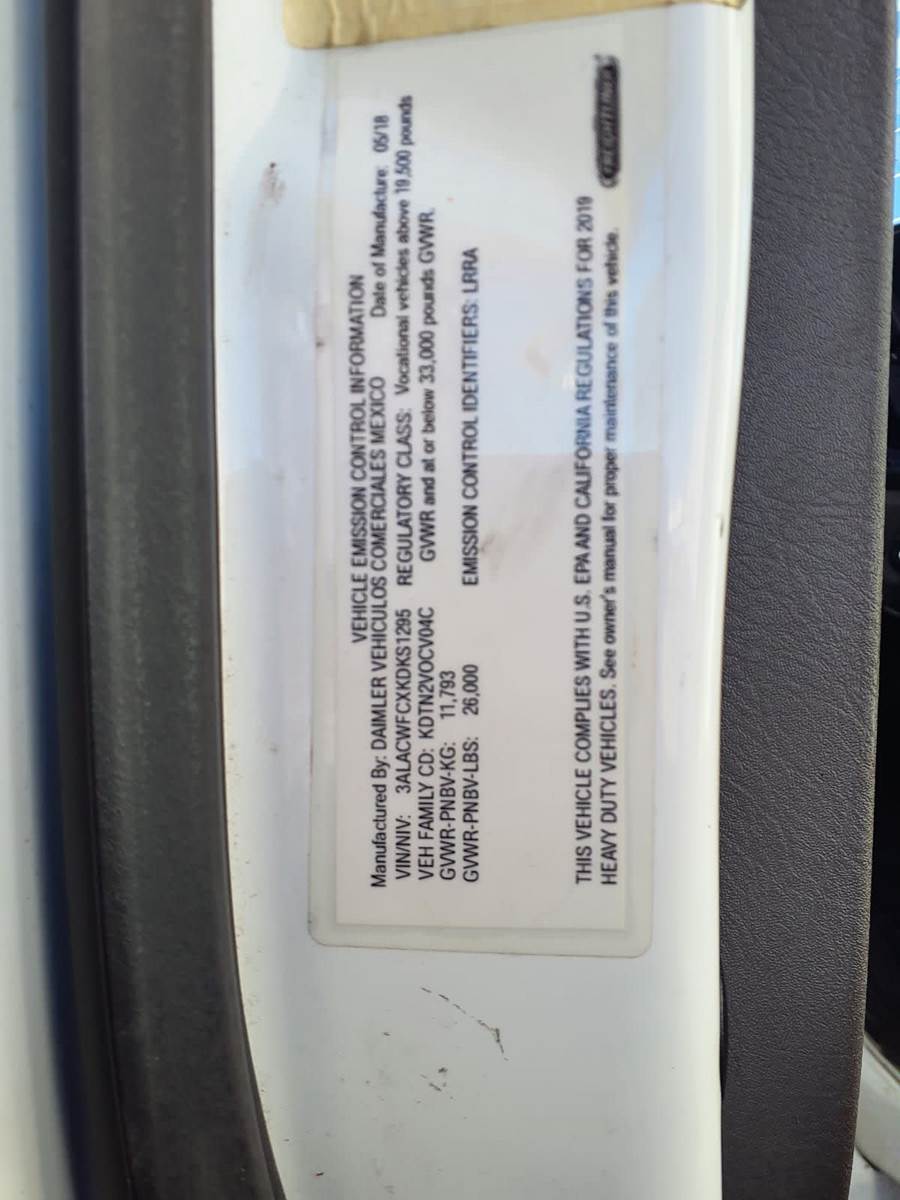 VEHICLE EMISSION CONTROL INFORMATION
Manufactured By: DAIMLER VEHICULOS COMERCIALES MEXICO Date of Manufacture: 05/18
VIN/NIV: 3ALACWFCXKDKS1295 REGULATORY CLASS: Vocational vehicles above 19,500 pounds
VEH FAMILY CD: KDTN2VOCV04C GVWR and at or below 33,000 pounds GVWR.
GVWR-PNBV-KG: 11,793
GVWR-PNBV-LBS: 26,000 EMISSION CONTROL IDENTIFIERS: LRRA
THIS VEHICLE COMPLIES WITH U.S. EPA AND CALIFORNIA REGULATIONS FOR 2019
HEAVY DUTY VEHICLES. See owner's manual for proper maintenance of this vehicle.
FREIGHTLINER